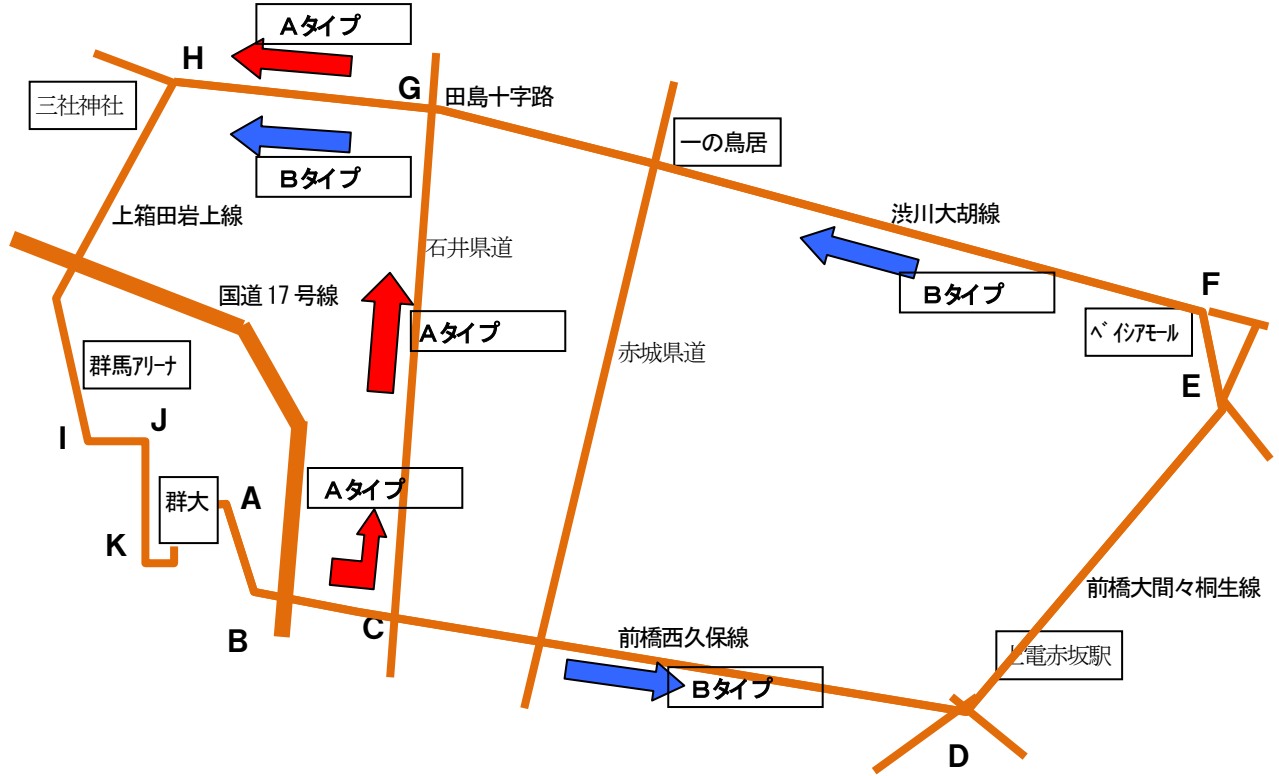 Aタイプ
H
G
田島十字路
三社神社
一の鳥居
Bタイプ
上箱田岩上線
渋川大胡線
石井県道
国道17号線
Bタイプ
F
Aタイプ
ベイシアモール
群馬アリーナ
赤城県道
E
J
I
Aタイプ
群大
A
K
前橋大間々桐生線
B
C
前橋西久保線
上電赤坂駅
Bタイプ
D